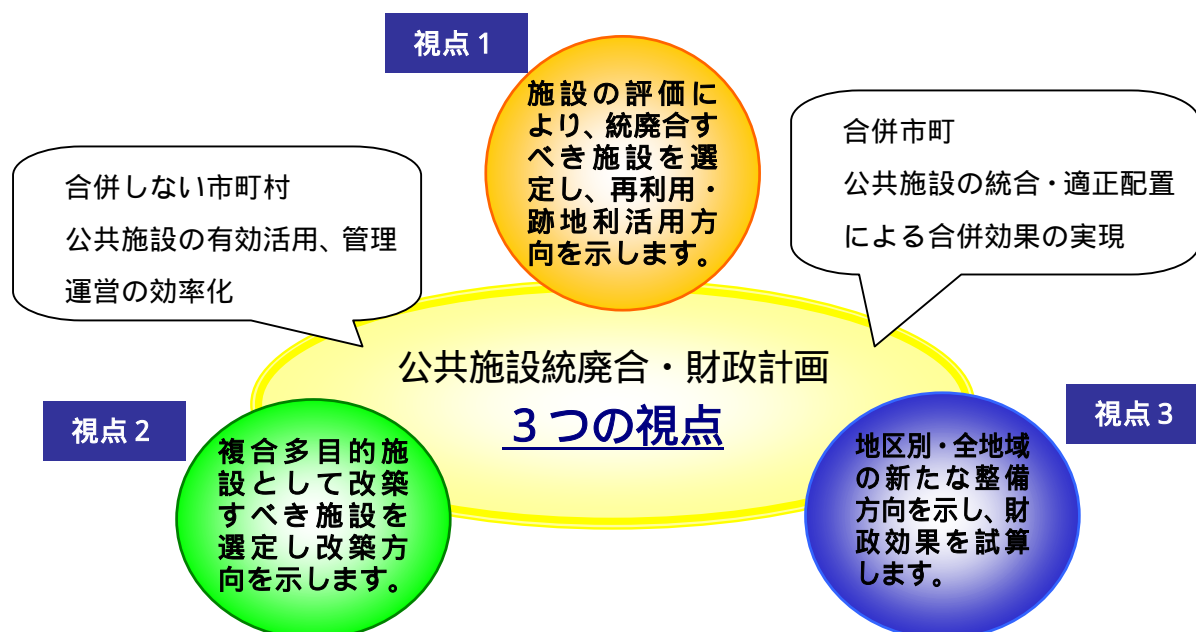 視点１
施設の評価に
より、統廃合す
べき施設を選
定し、再利用・
跡地利活用方
向を示します。
合併しない市町村
公共施設の有効活用、管理
運営の効率化
合併市町
公共施設の統合・適正配置
による合併効果の実現
公共施設統廃合・財政計画
３つの視点
視点２
複合多目的施
設として改築
すべき施設を
選定し改築方
向を示します。
視点３
地区別・全地域
の新たな整備
方向を示し、財
政効果を試算
します。